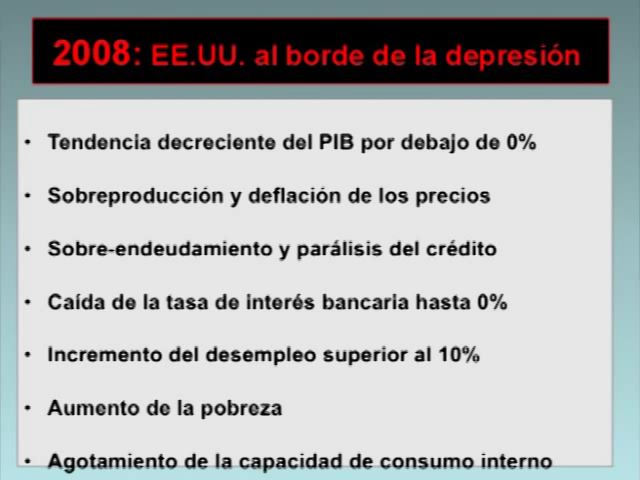 2008: EE.UU. al borde de la depresión
• Tendencia decreciente del PIB por debajo de 0%
• Sobreproducción y deflación de los precios
• Sobre-endeudamiento y parálisis del crédito
• Caída de la tasa de interés bancaria hasta 0%
• Incremento del desempleo superior al 10%
• Aumento de la pobreza
• Agotamiento de la capacidad de consumo interno